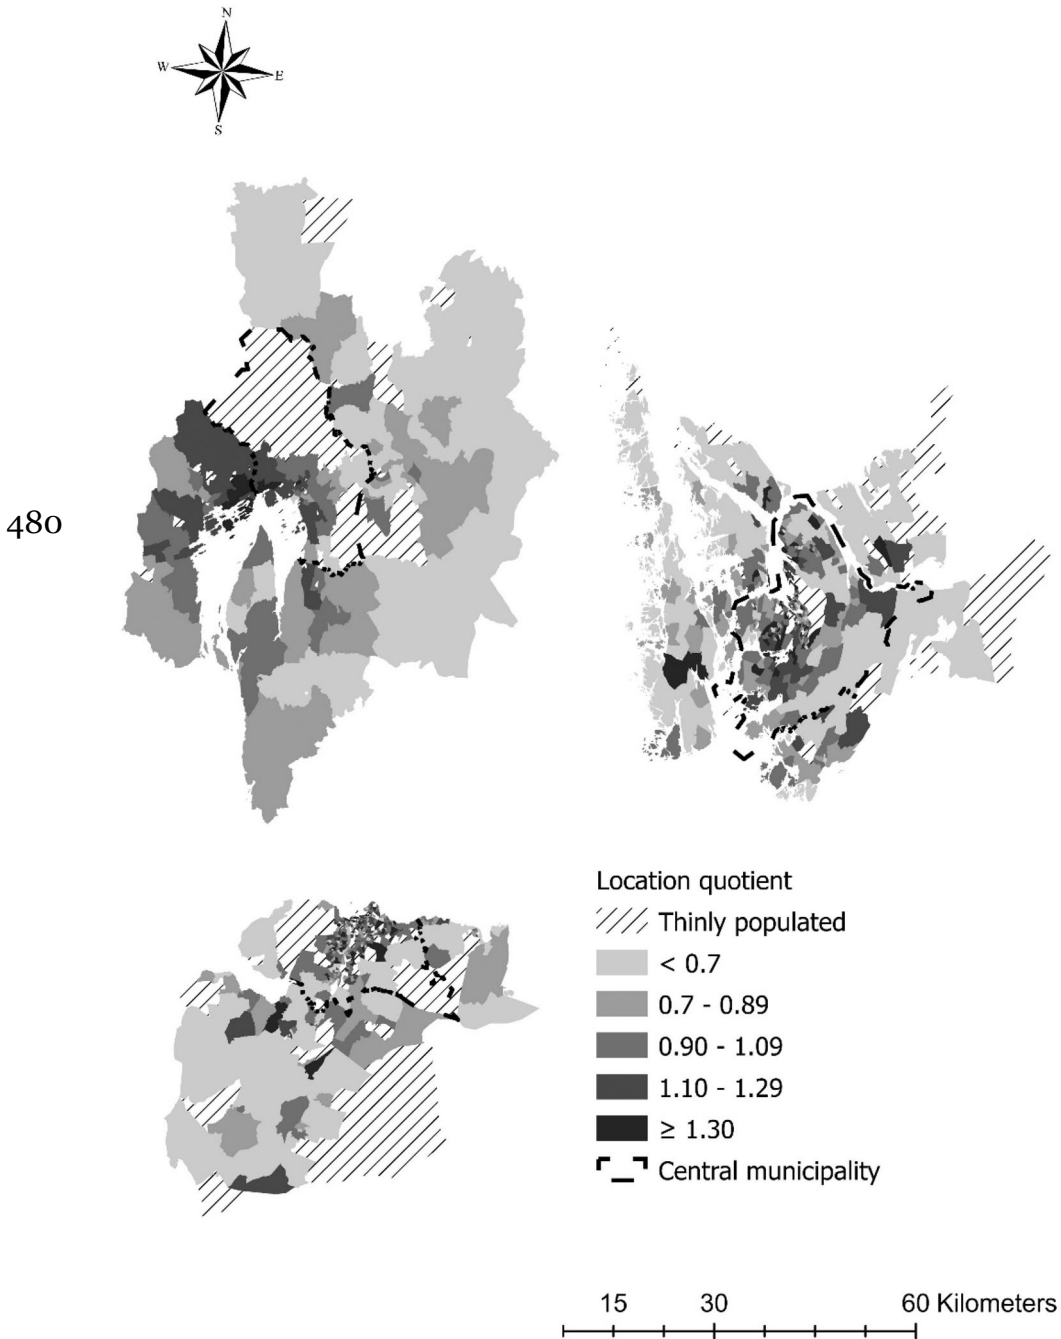 N
W E
S
480
Location quotient
Thinly populated
< 0.7
0.7 - 0.89
0.90 - 1.09
1.10 - 1.29
≥ 1.30
Central municipality
15 30 60 Kilometers